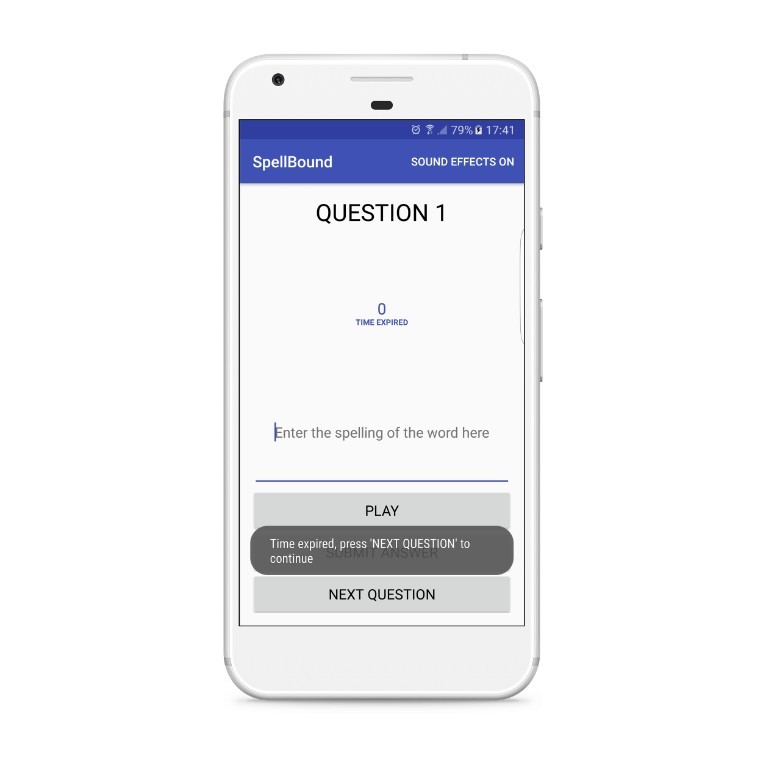 79% 17:41
SpellBound SOUND EFFECTS ON
QUESTION 1
0
TIME EXPIRED
Enter the spelling of the word here
PLAY
SUBMIT ANSWER
Time expired, press 'NEXT QUESTION' to
continue
NEXT QUESTION